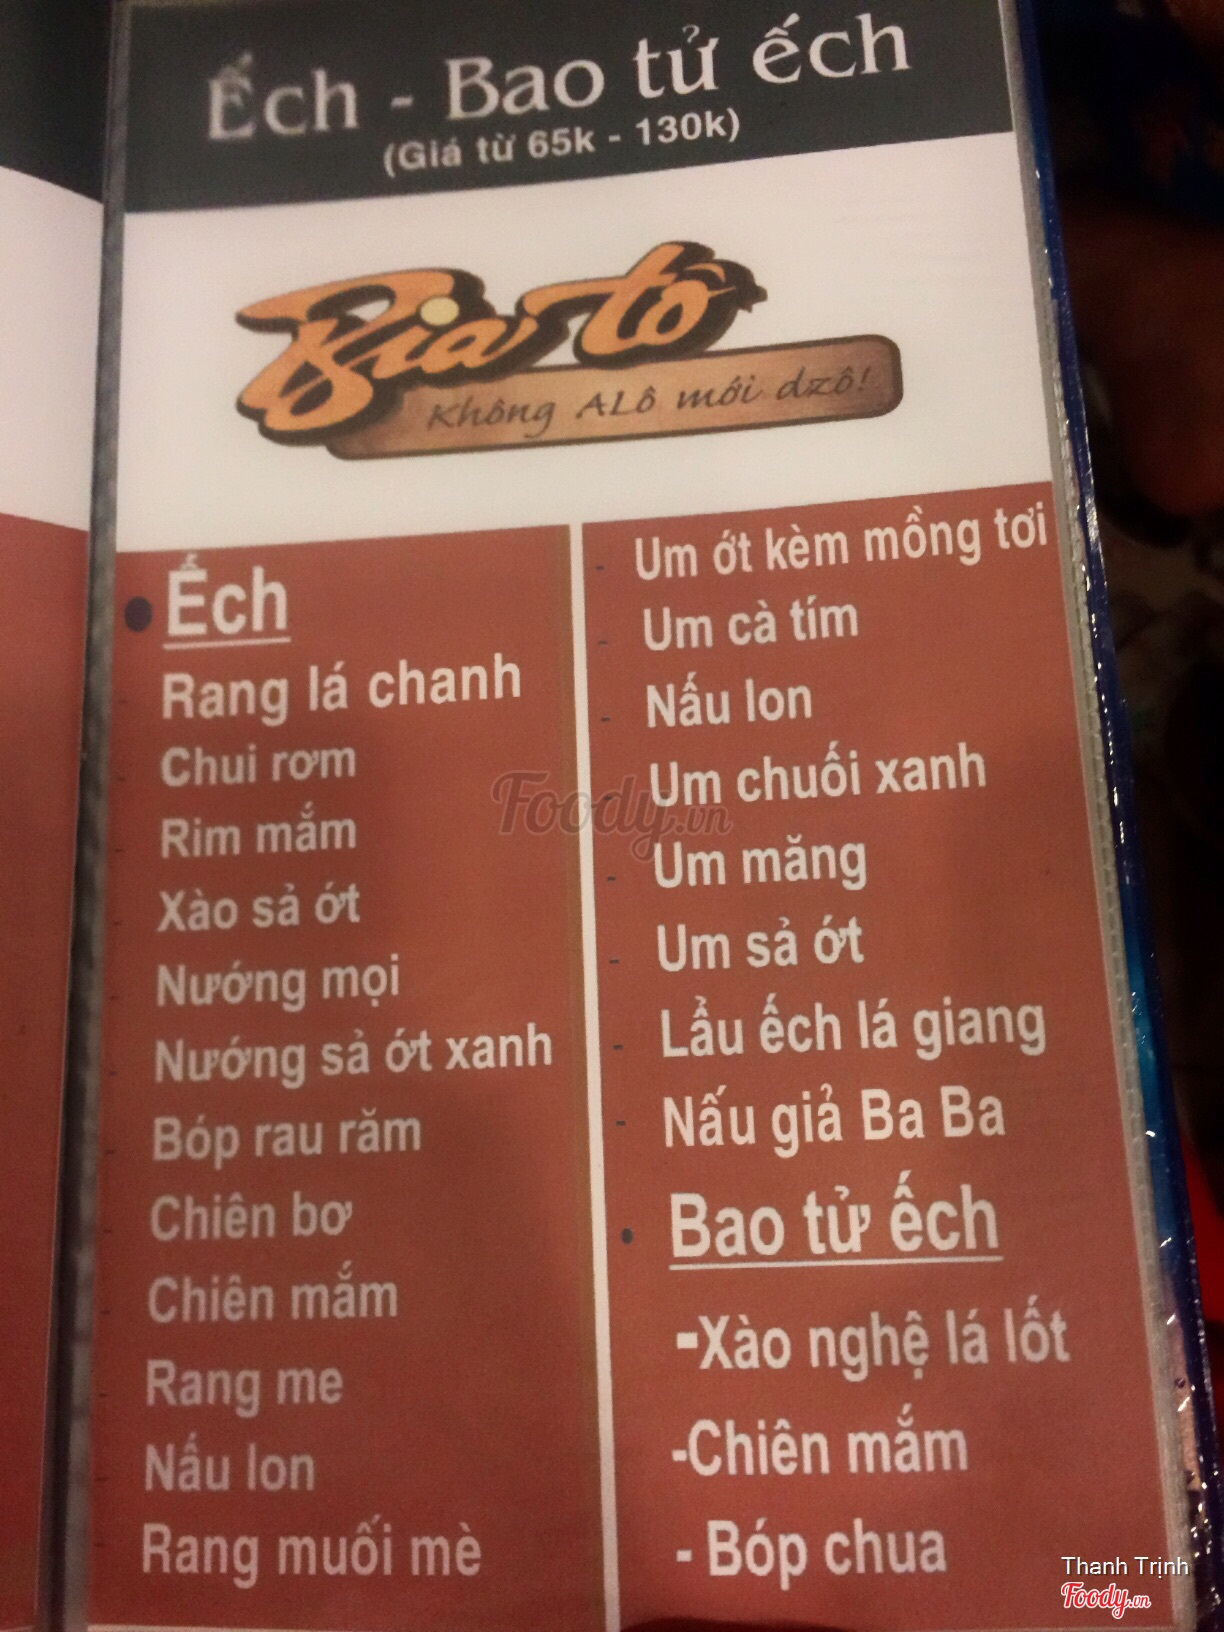 Ếch - Bao tử ếch
(Giá từ 65k - 130k)
Bia tô
Không ALô mới dzô!
• Ếch
- Rang lá chanh
- Chui rơm
- Rim mắm
- Xào sả ớt
- Nướng mọi
- Nướng sả ớt xanh
- Bóp rau răm
- Chiên bơ
- Chiên mắm
- Rang me
- Nấu lon
- Rang muối mè
- Um ớt kèm mồng tơi
- Um cà tím
- Nấu lon
- Um chuối xanh
- Um măng
- Um sả ớt
- Lẩu ếch lá giang
- Nấu giả Ba Ba
• Bao tử ếch
-Xào nghệ lá lốt
-Chiên mắm
- Bóp chua
Foody.vn
Thanh Trịnh
Foody.vn